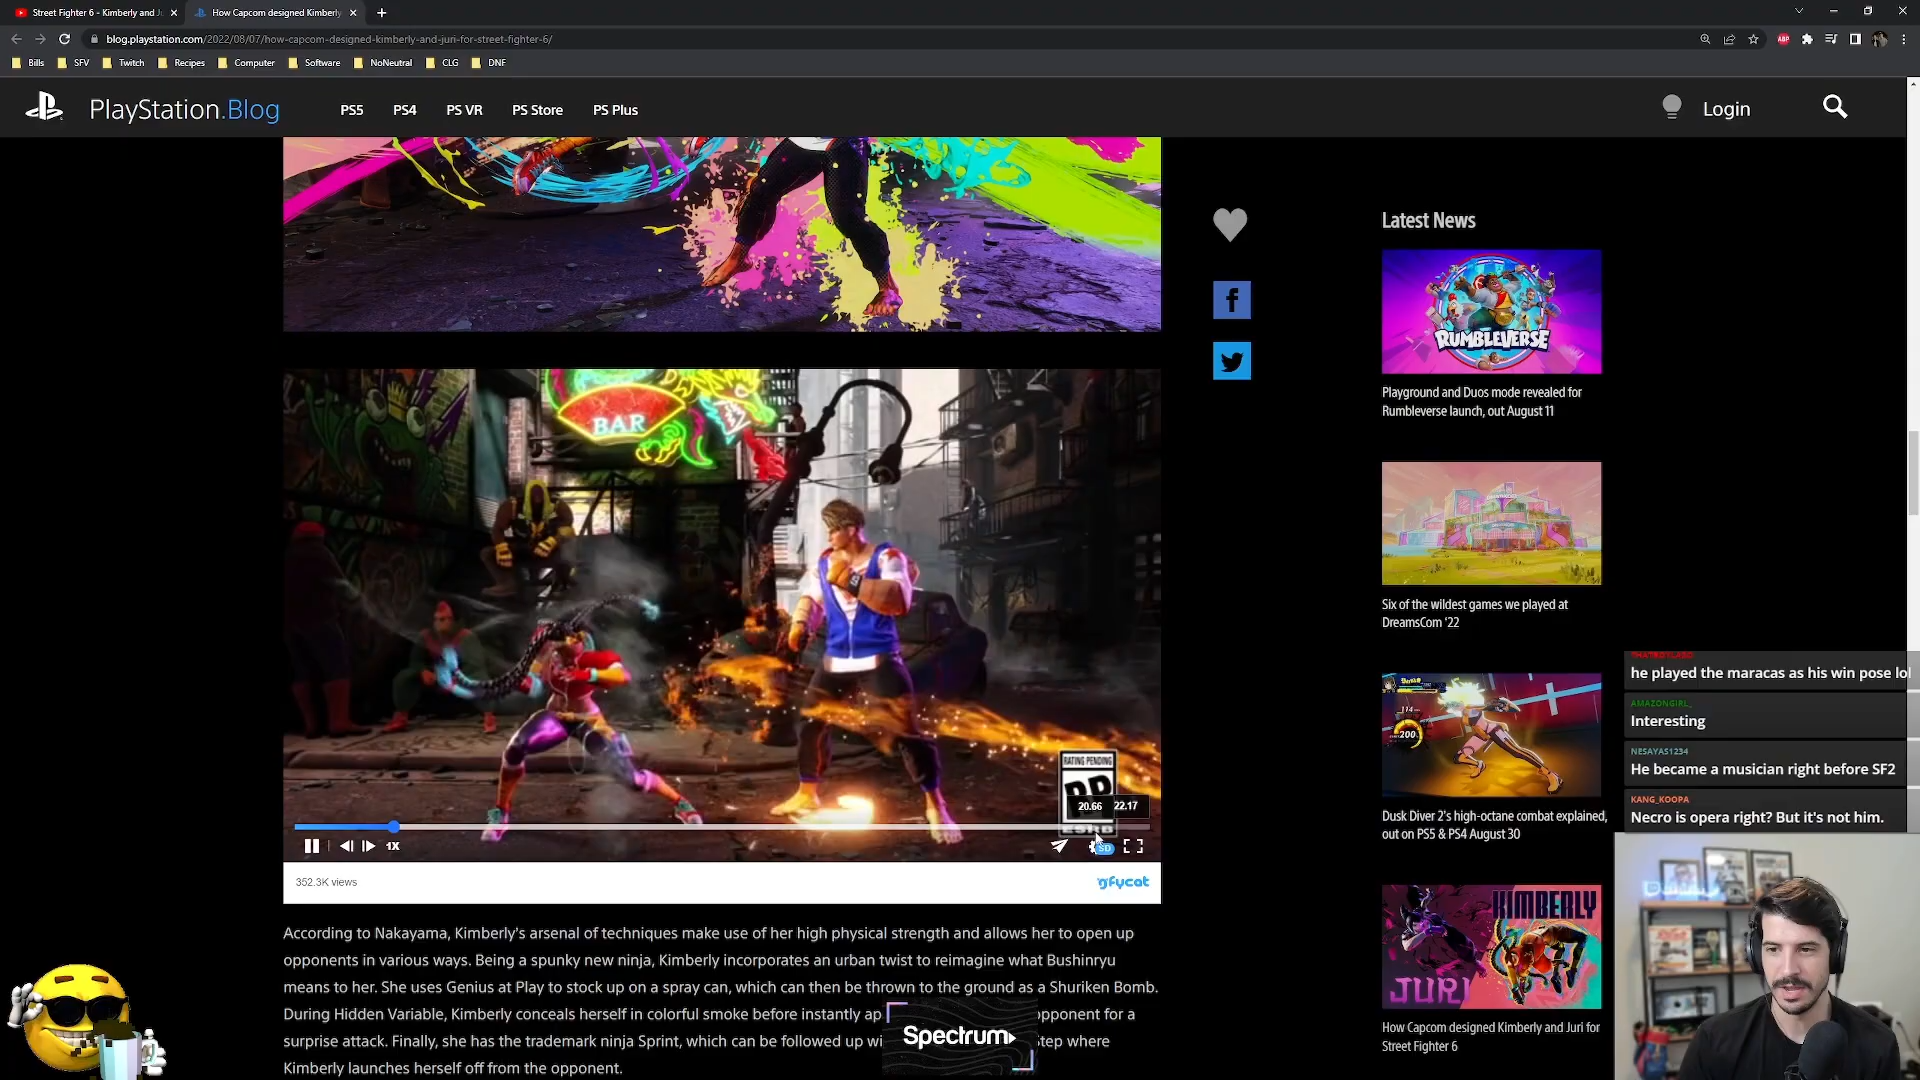 Street Fighter 6 - Kimberly and Ju
How Capcom designed Kimberly
blog.playstation.com/2022/08/07/how-capcom-designed-kimberly-and-juri-for-street-fighter-6/
ABP
Bills SFV Twitch Recipes Computer Software NoNeutral CLG DNF
PlayStation.Blog
PS5 PS4 PS VR PS Store PS Plus
Login
Latest News
RUMBLEVERSE
Playground and Duos mode revealed for
Rumbleverse launch, out August 11
BAR
Six of the wildest games we played at
DreamsCom '22
he played the maracas as his win pose lol
AMAZONGIRL_
Interesting
NESAYAS1234
He became a musician right before SF2
KANG_KOOPA
Necro is opera right? But it's not him.
114
200
Dusk Diver 2's high-octane combat explained,
out on PS5 & PS4 August 30
RATING PENDING
RP
ESRB
20.66 22.17
1X
SD
352.3K views
gfycat
KIMBERLY
JURI
How Capcom designed Kimberly and Juri for
Street Fighter 6
According to Nakayama, Kimberly's arsenal of techniques make use of her high physical strength and allows her to open up
opponents in various ways. Being a spunky new ninja, Kimberly incorporates an urban twist to reimagine what Bushinryu
means to her. She uses Genius at Play to stock up on a spray can, which can then be thrown to the ground as a Shuriken Bomb.
During Hidden Variable, Kimberly conceals herself in colorful smoke before instantly ap opponent for a
surprise attack. Finally, she has the trademark ninja Sprint, which can be followed up wi Step where
Kimberly launches herself off from the opponent.
Spectrum